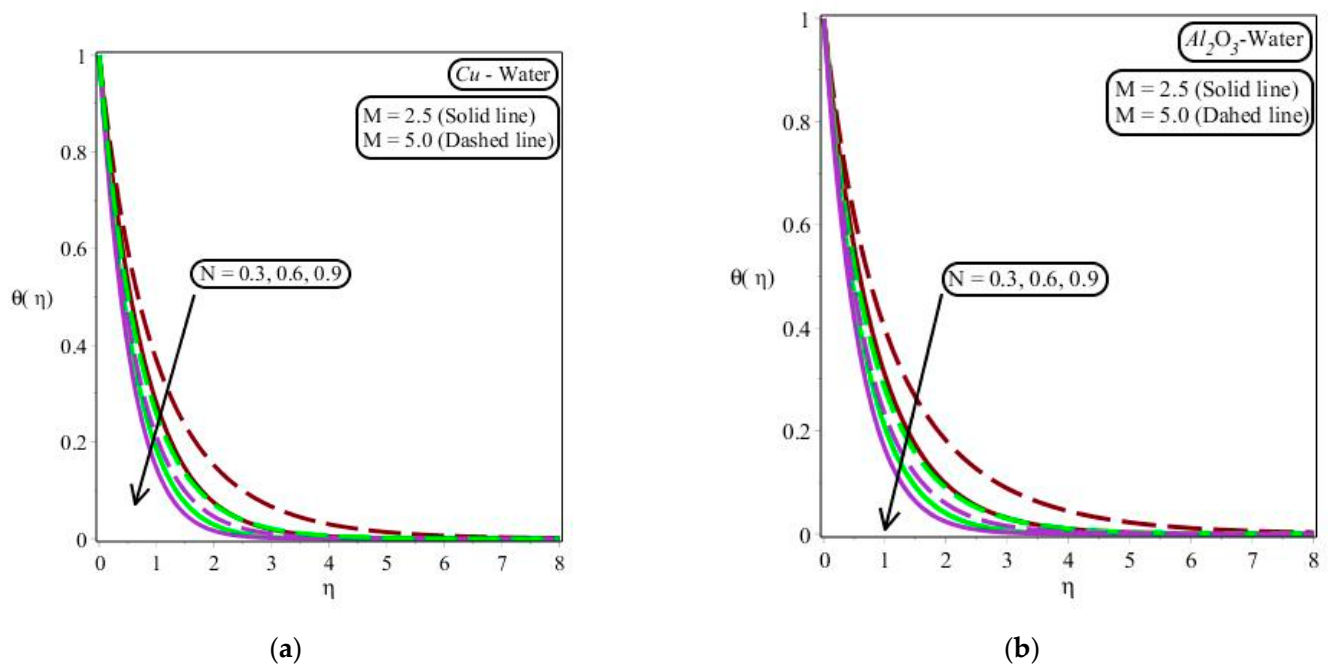 Cu - Water
M = 2.5 (Solid line)
M = 5.0 (Dashed line)
N = 0.3, 0.6, 0.9
1
0.8
0.6
θ( η)
0.4
0.2
0
0 1 2 3 4 5 6 7 8
η
(a)
Al₂O₃-Water
M = 2.5 (Solid line)
M = 5.0 (Dahed line)
N = 0.3, 0.6, 0.9
1
0.8
0.6
θ( η)
0.4
0.2
0
0 1 2 3 4 5 6 7 8
η
(b)